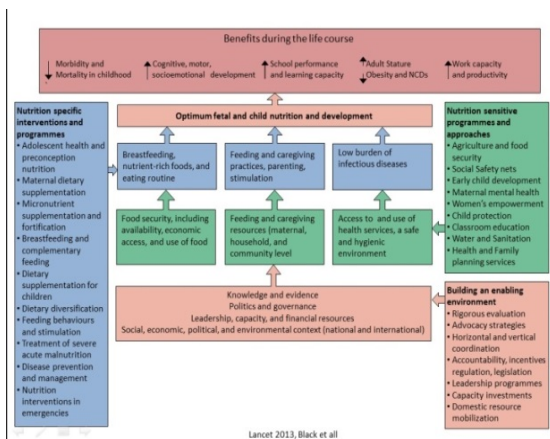 Benefits during the life course
Morbidity and
Mortality in childhood
Cognitive, motor,
socioemotional development
School performance
and learning capacity
Adult Stature
Obesity and NCDs
Work capacity
and productivity
Nutrition specific
interventions and
programmes
• Adolescent health and
preconception
nutrition
• Maternal dietary
supplementation
• Micronutrient
supplementation and
fortification
• Breastfeeding and
complementary
feeding
• Dietary
supplementation for
children
• Dietary diversification
• Feeding behaviours
and stimulation
• Treatment of severe
acute malnutrition
• Disease prevention
and management
• Nutrition
interventions in
emergencies
Optimum fetal and child nutrition and development
Breastfeeding,
nutrient-rich foods, and
eating routine
Feeding and caregiving
practices, parenting,
stimulation
Low burden of
infectious diseases
Food security, including
availability, economic
access, and use of food
Feeding and caregiving
resources (maternal,
household, and
community level
Access to and use of
health services, a safe
and hygienic
environment
Knowledge and evidence
Politics and governance
Leadership, capacity, and financial resources
Social, economic, political, and environmental context (national and international)
Nutrition sensitive
programmes and
approaches
• Agriculture and food
security
• Social Safety nets
• Early child development
• Maternal mental health
• Women's empowerment
• Child protection
• Classroom education
• Water and Sanitation
• Health and Family
planning services
Building an enabling
environment
• Rigorous evaluation
• Advocacy strategies
• Horizontal and vertical
coordination
• Accountability, incentives
regulation, legislation
• Leadership programmes
• Capacity investments
• Domestic resource
mobilization
Lancet 2013, Black et all